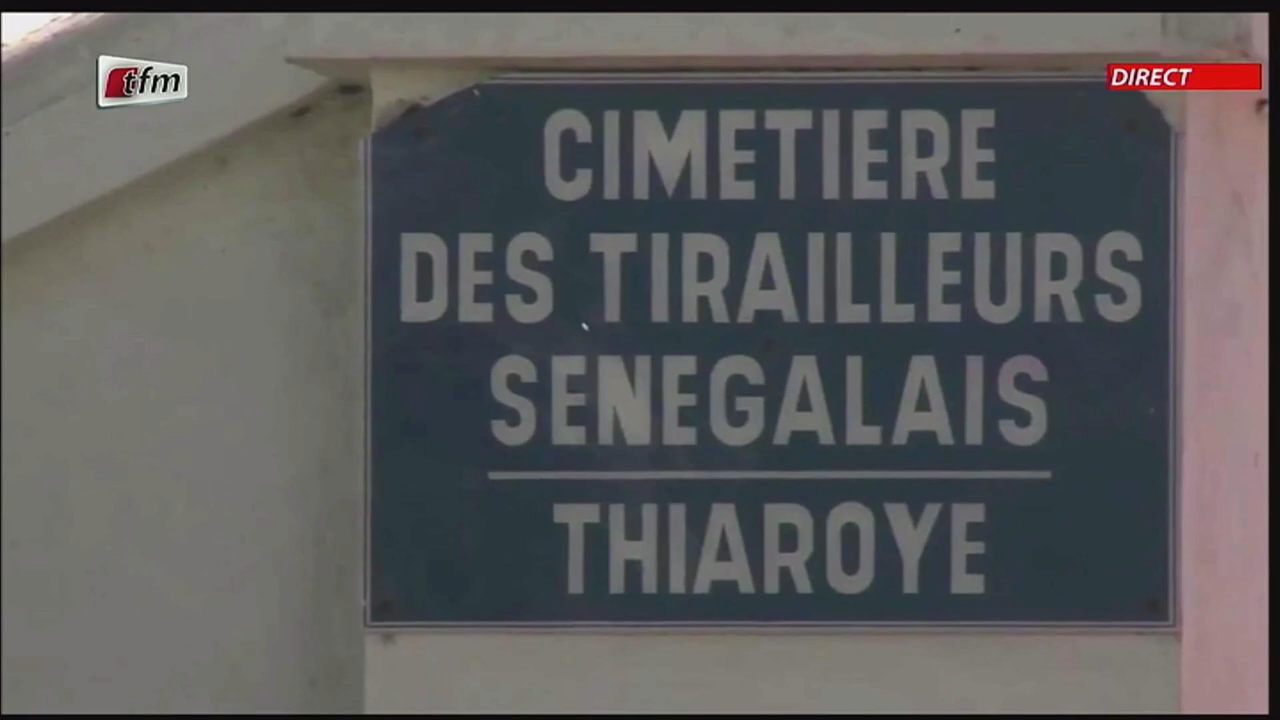 tfm
DIRECT
CIMETIERE
DES TIRAILLEURS
SENEGALAIS
THIAROYE